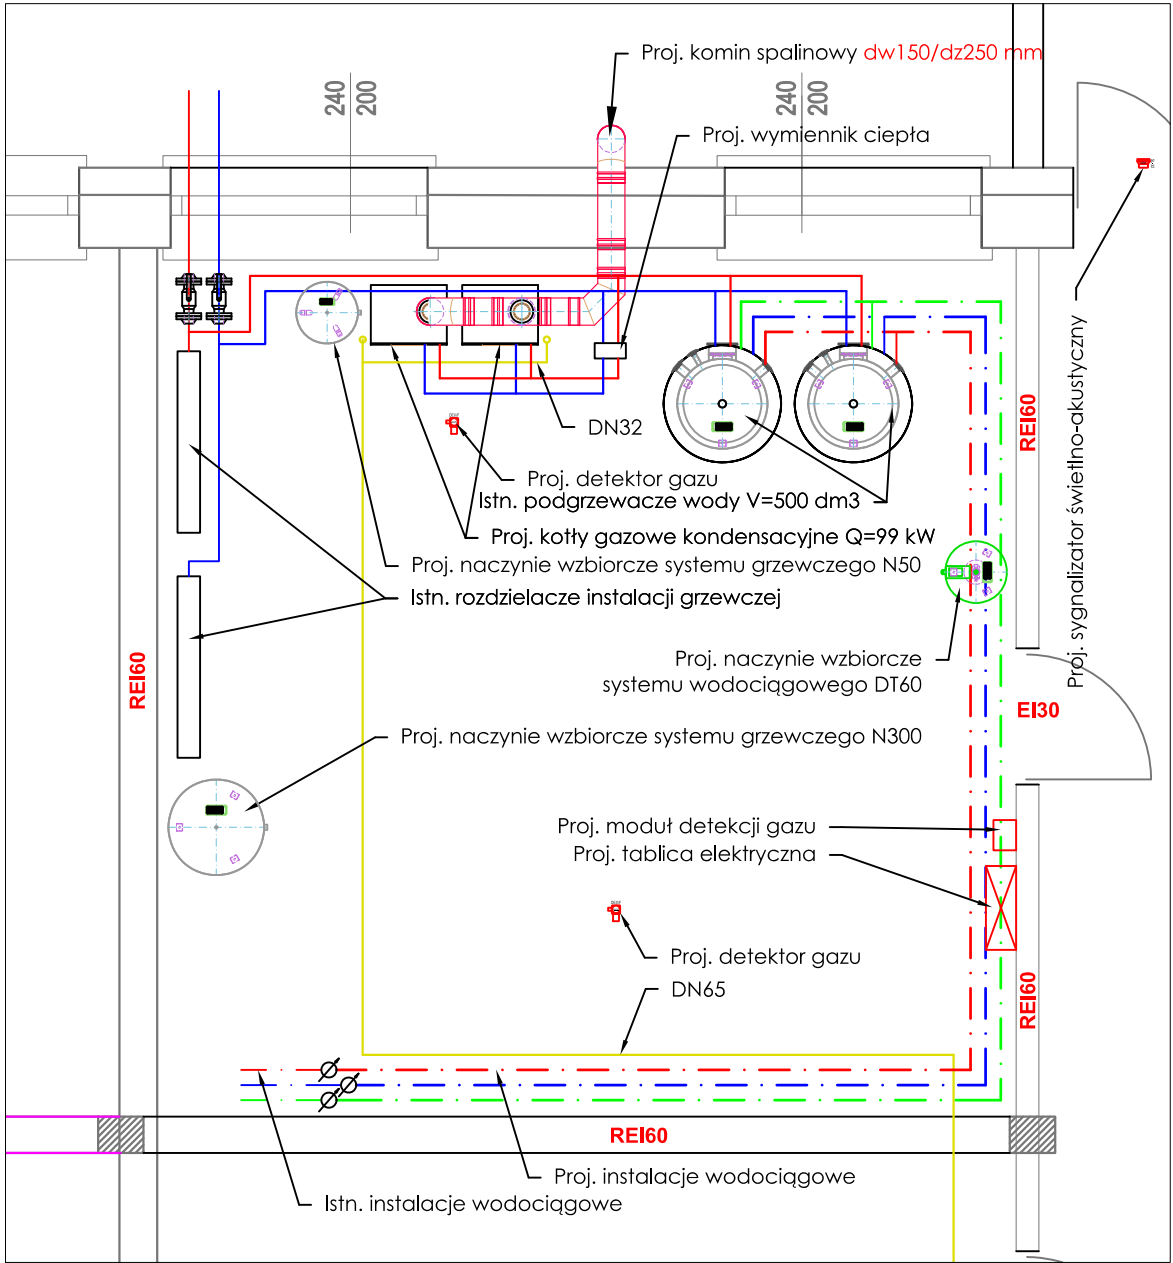 Proj. komin spalinowy dw150/dz250 mm
240
200
240
200
Proj. wymiennik ciepła
DN32
Proj. detektor gazu
Istn. podgrzewacze wody V=500 dm3
Proj. kotły gazowe kondensacyjne Q=99 kW
Proj. naczynie wzbiorcze systemu grzewczego N50
Istn. rozdzielacze instalacji grzewczej
REI60
Proj. sygnalizator świetlno-akustyczny
REI60
Proj. naczynie wzbiorcze
systemu wodociągowego DT60
EI30
Proj. naczynie wzbiorcze systemu grzewczego N300
Proj. moduł detekcji gazu
Proj. tablica elektryczna
Proj. detektor gazu
DN65
REI60
REI60
Proj. instalacje wodociągowe
Istn. instalacje wodociągowe